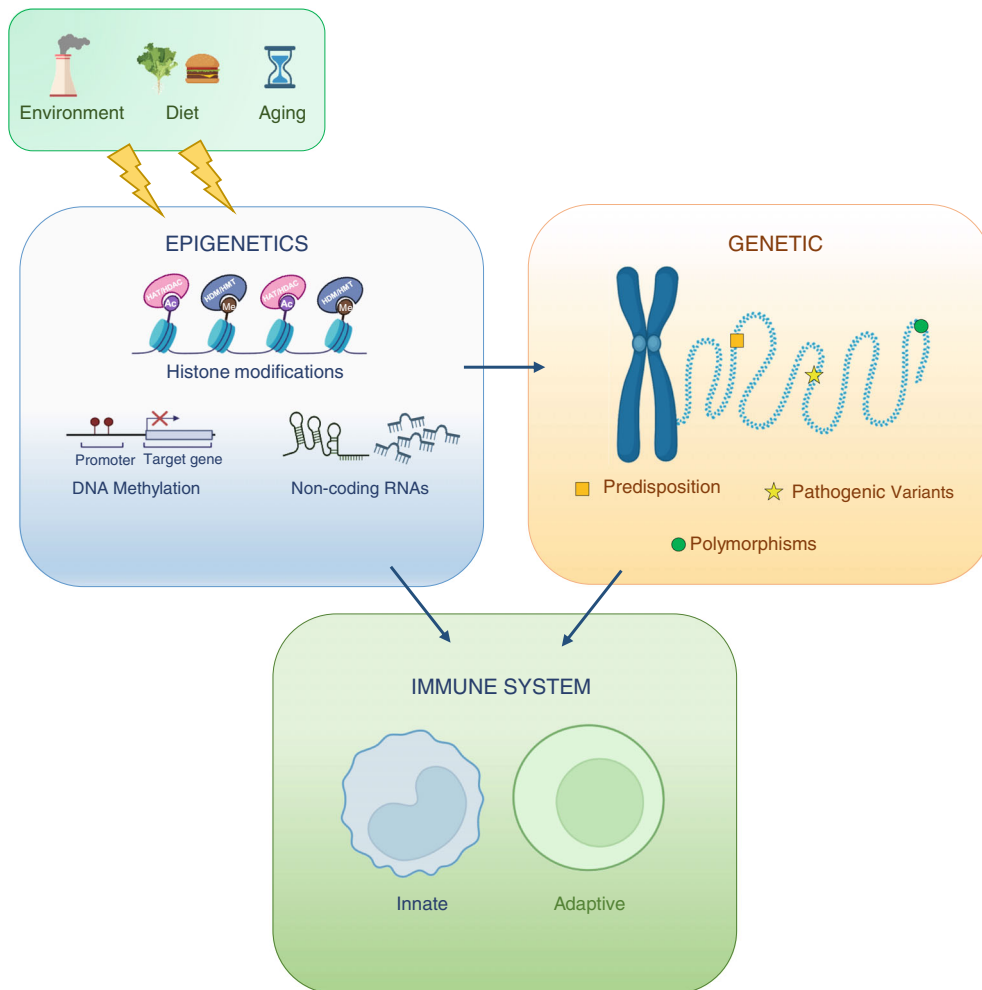 Environment Diet Aging
EPIGENETICS
HAT/HDAC HDM/HMT HAT/HDAC HDM/HMT
Ac Me Ac Me
Histone modifications
Promoter Target gene
DNA Methylation Non-coding RNAs
GENETIC
Predisposition Pathogenic Variants
Polymorphisms
IMMUNE SYSTEM
Innate Adaptive